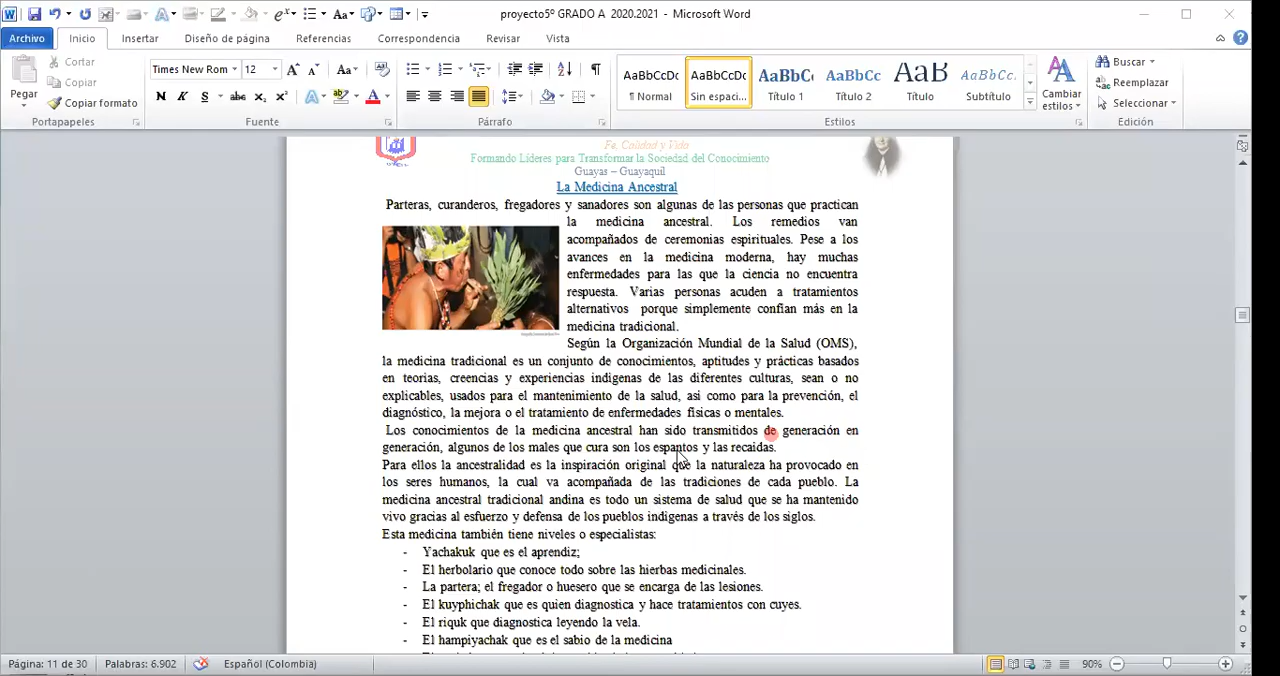 proyecto5º GRADO A 2020.2021 - Microsoft Word
Archivo Inicio Insertar Diseño de página Referencias Correspondencia Revisar Vista
Pegar
Cortar
Copiar
Copiar formato
Portapapeles
Times New Rom 12
Fuente
Párrafo
AaBbCcDc AaBbCcDc AaBbC AaBbCc AaB AaBbCc.
¶ Normal Sin espaci... Título 1 Título 2 Título Subtítulo
Estilos
Cambiar estilos
Buscar
Reemplazar
Seleccionar
Edición
Fe, Calidad y Vida
Formando Líderes para Transformar la Sociedad del Conocimiento
Guayas – Guayaquil
La Medicina Ancestral
Parteras, curanderos, fregadores y sanadores son algunas de las personas que practican
la medicina ancestral. Los remedios van
acompañados de ceremonias espirituales. Pese a los
avances en la medicina moderna, hay muchas
enfermedades para las que la ciencia no encuentra
respuesta. Varias personas acuden a tratamientos
alternativos porque simplemente confían más en la
medicina tradicional.
Según la Organización Mundial de la Salud (OMS),
la medicina tradicional es un conjunto de conocimientos, aptitudes y prácticas basados
en teorías, creencias y experiencias indígenas de las diferentes culturas, sean o no
explicables, usados para el mantenimiento de la salud, así como para la prevención, el
diagnóstico, la mejora o el tratamiento de enfermedades físicas o mentales.
Los conocimientos de la medicina ancestral han sido transmitidos de generación en
generación, algunos de los males que cura son los espantos y las recaídas.
Para ellos la ancestralidad es la inspiración original que la naturaleza ha provocado en
los seres humanos, la cual va acompañada de las tradiciones de cada pueblo. La
medicina ancestral tradicional andina es todo un sistema de salud que se ha mantenido
vivo gracias al esfuerzo y defensa de los pueblos indígenas a través de los siglos.
Esta medicina también tiene niveles o especialistas:
- Yachakuk que es el aprendiz;
- El herbolario que conoce todo sobre las hierbas medicinales.
- La partera; el fregador o huesero que se encarga de las lesiones.
- El kuyphichak que es quien diagnostica y hace tratamientos con cuyes.
- El riquk que diagnostica leyendo la vela.
- El hampiyachak que es el sabio de la medicina
Página: 11 de 30 Palabras: 6.902 Español (Colombia) 90%